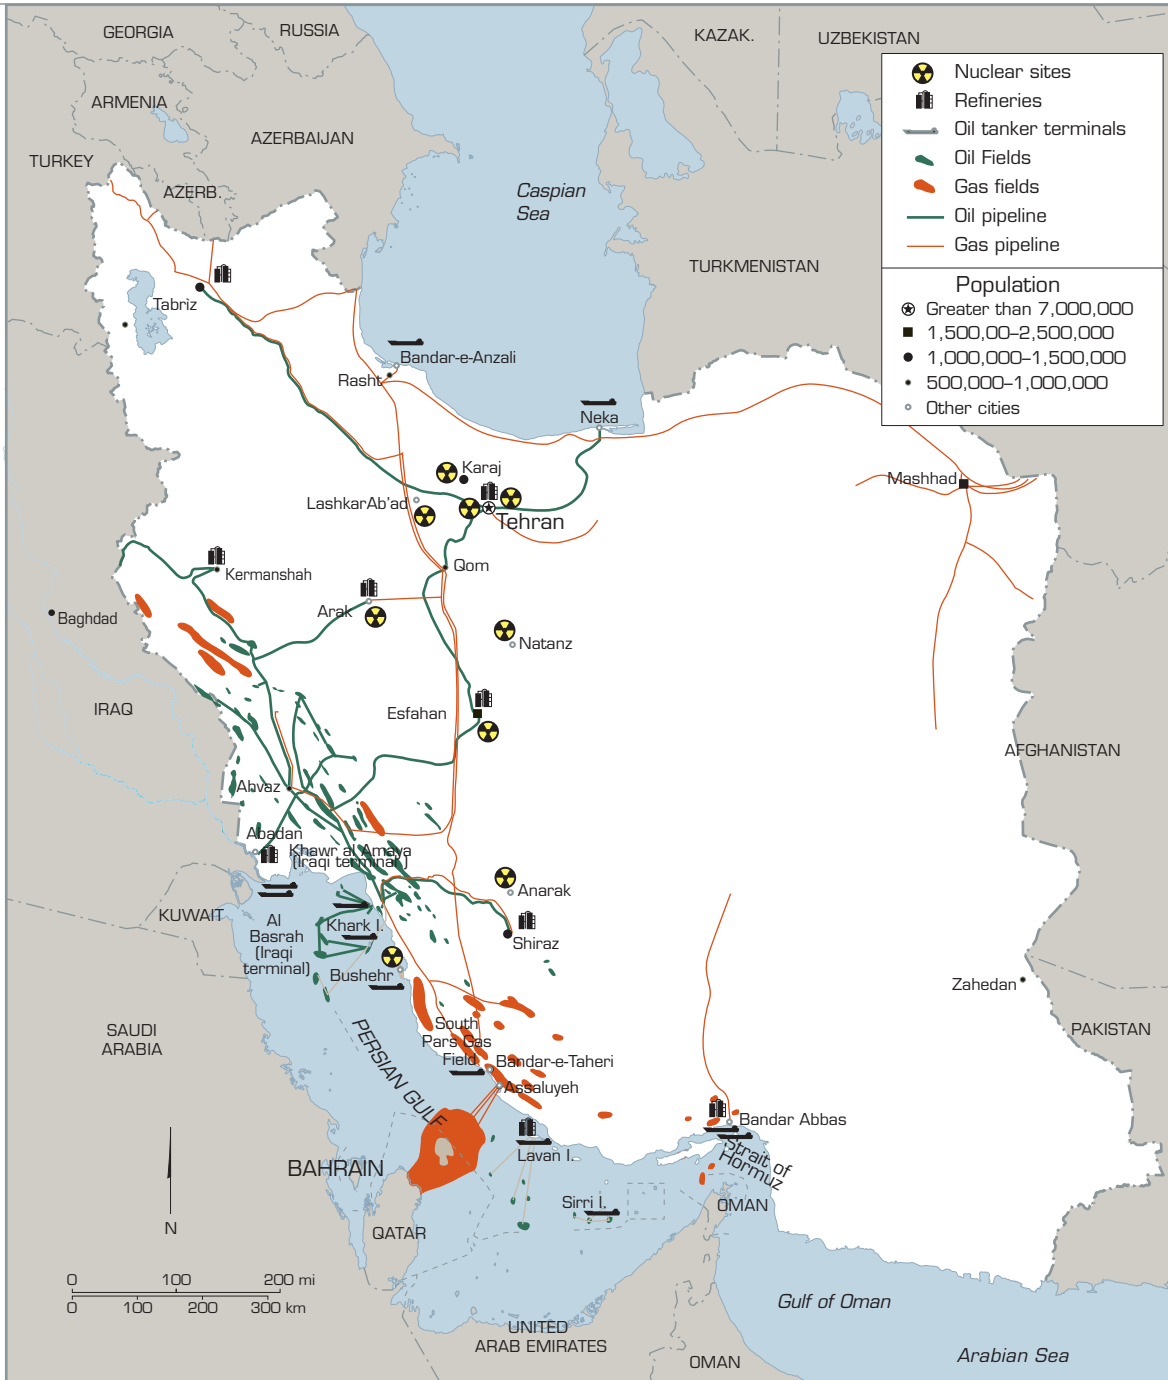 GEORGIA
RUSSIA
KAZAK.
UZBEKISTAN
ARMENIA
AZERBAIJAN
TURKEY
AZERB.
Caspian
Sea
TURKMENISTAN
Nuclear sites
Refineries
Oil tanker terminals
Oil Fields
Gas fields
Oil pipeline
Gas pipeline
Population
Greater than 7,000,000
1,500,00–2,500,000
1,000,000–1,500,000
500,000–1,000,000
Other cities
Tabriz
Bandar-e-Anzali
Rasht
Neka
Karaj
Mashhad
LashkarAb'ad
Tehran
Qom
Kermanshah
Arak
Baghdad
Natanz
IRAQ
Esfahan
AFGHANISTAN
Ahvaz
Abadan
Khawr al Amaya
(Iraqi terminal)
Anarak
KUWAIT
Al
Basrah
(Iraqi
terminal)
Khark I.
Shiraz
Bushehr
Zahedan
SAUDI
ARABIA
PERSIAN GULF
South
Pars Gas
Field
PAKISTAN
Bandar-e-Taheri
Assaluyeh
Bandar Abbas
Strait of
Hormuz
BAHRAIN
Lavan I.
Sirri I.
OMAN
QATAR
N
0 100 200 mi
0 100 200 300 km
Gulf of Oman
UNITED
ARAB EMIRATES
OMAN
Arabian Sea